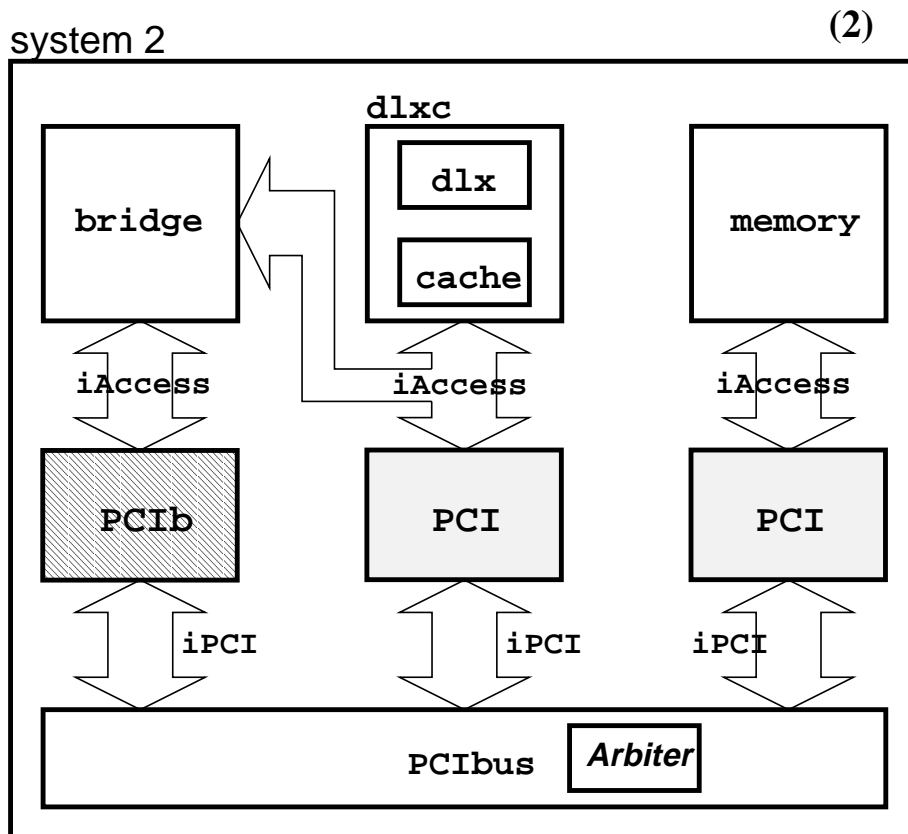 (2)
system 2
dlxc
dlx
bridge
memory
cache
iAccess
iAccess
iAccess
PCIb
PCI
PCI
iPCI
iPCI
iPCI
PCIbus
Arbiter